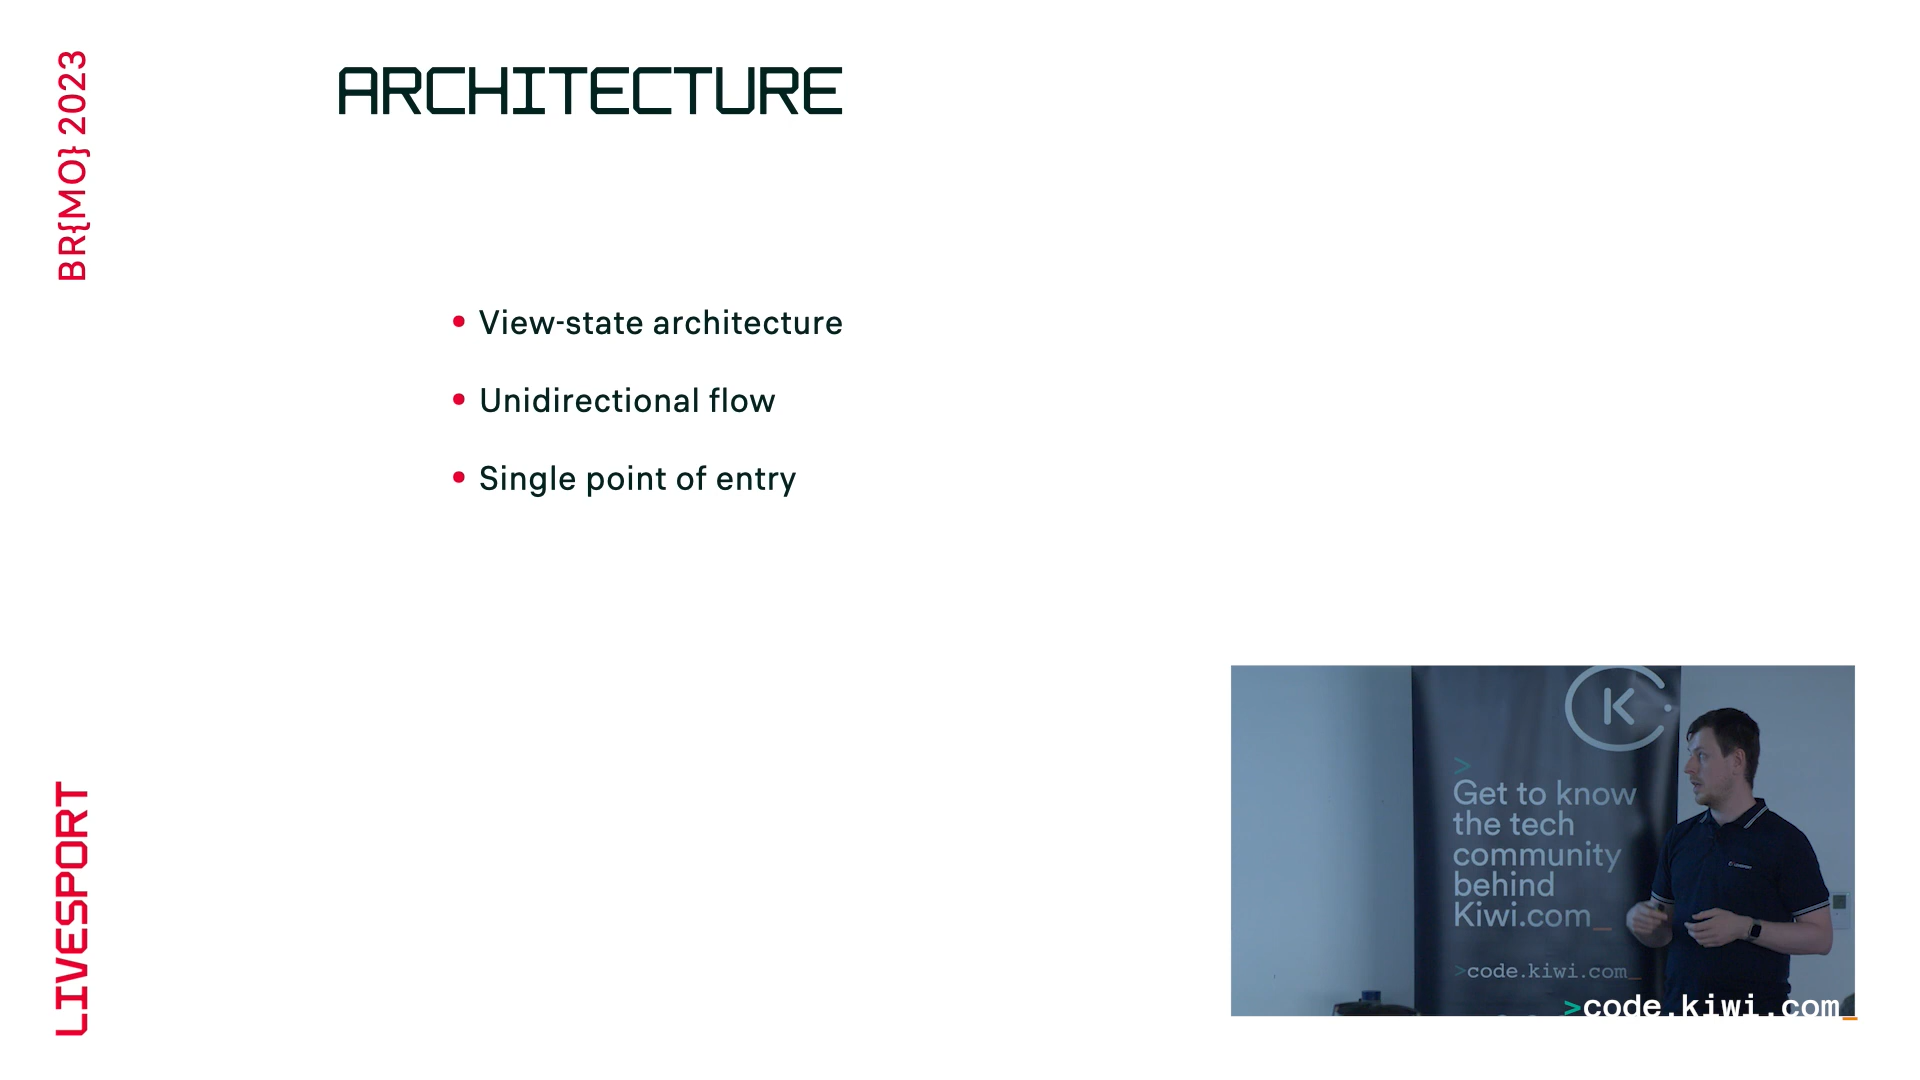 BR{MO} 2023
ARCHITECTURE
• View-state architecture
• Unidirectional flow
• Single point of entry
LIVESPORT
K
>
Get to know
the tech
community
behind
Kiwi.com_
>code.kiwi.com_
>code.kiwi.com_